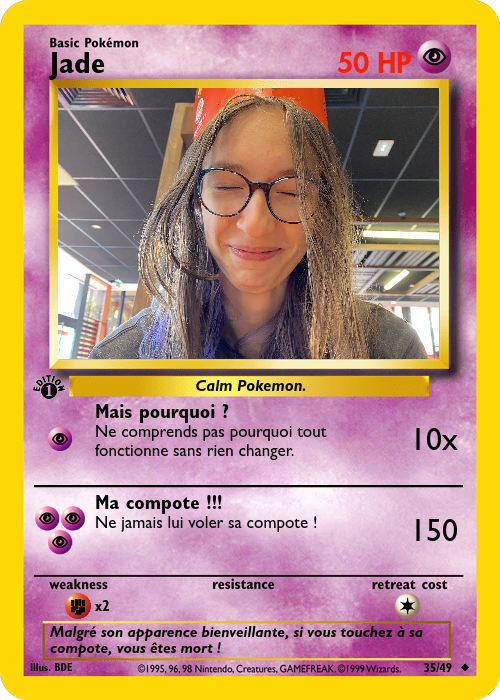 Basic Pokémon
Jade
50 HP
EDITION
1
Calm Pokemon.
Mais pourquoi ?
Ne comprends pas pourquoi tout
fonctionne sans rien changer.
10x
Ma compote !!!
Ne jamais lui voler sa compote !
150
weakness
resistance
retreat cost
x2
Malgré son apparence bienveillante, si vous touchez à sa
compote, vous êtes mort !
Illus. BDE
©1995, 96, 98 Nintendo, Creatures, GAMEFREAK. ©1999 Wizards.
35/49